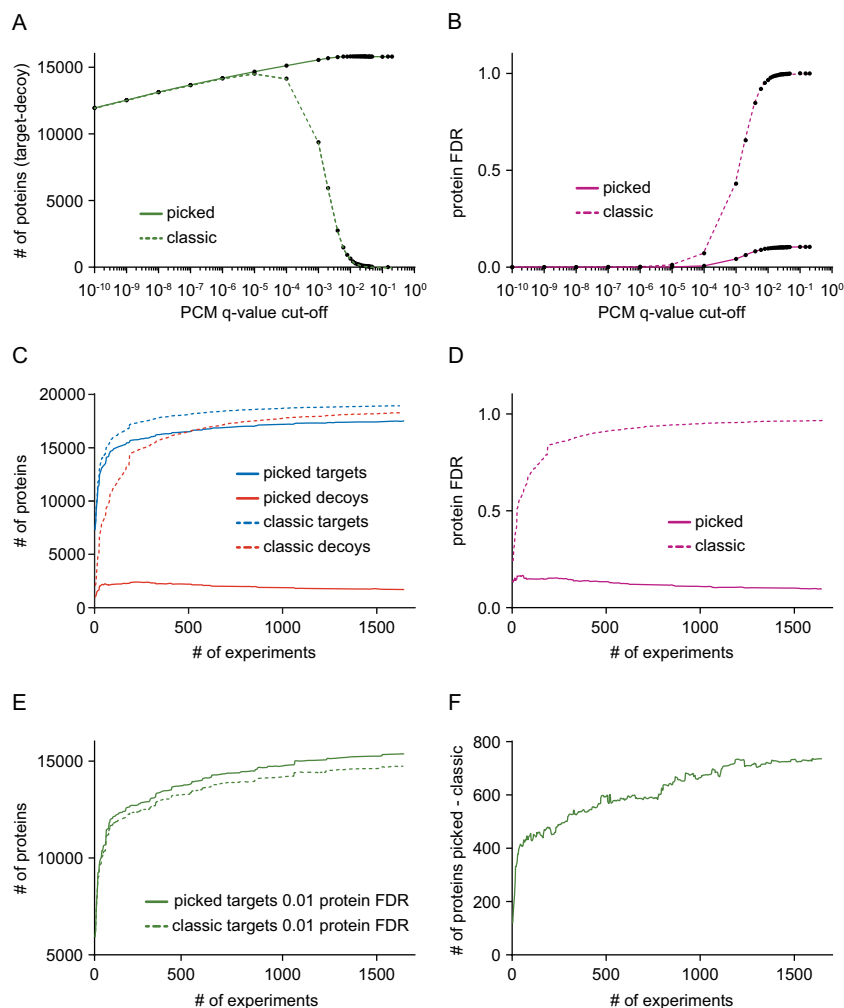 A
# of poteins (target-decoy)
15000
10000
5000
0
picked
classic
10-10 10-9 10-8 10-7 10-6 10-5 10-4 10-3 10-2 10-1 100
PCM q-value cut-off
B
protein FDR
1.0
0.5
0.0
picked
classic
10-10 10-9 10-8 10-7 10-6 10-5 10-4 10-3 10-2 10-1 100
PCM q-value cut-off
C
# of proteins
20000
15000
10000
5000
0
picked targets
picked decoys
classic targets
classic decoys
0 500 1000 1500
# of experiments
D
protein FDR
1.0
0.5
0.0
picked
classic
0 500 1000 1500
# of experiments
E
# of proteins
15000
10000
5000
picked targets 0.01 protein FDR
classic targets 0.01 protein FDR
0 500 1000 1500
# of experiments
F
# of proteins picked - classic
800
600
400
200
0
0 500 1000 1500
# of experiments